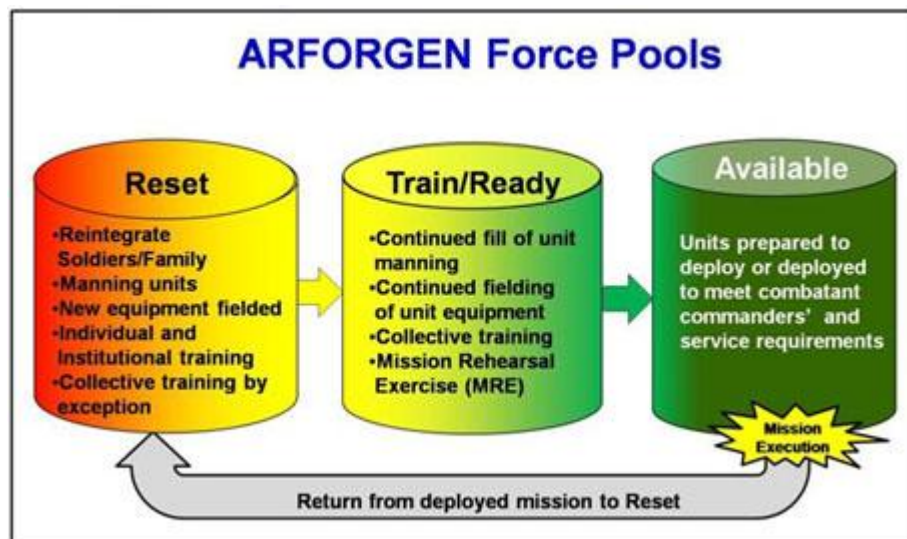 ARFORGEN Force Pools
Reset
•Reintegrate
Soldiers/Family
•Manning units
•New equipment fielded
•Individual and
Institutional training
•Collective training by
exception
Train/Ready
•Continued fill of unit
manning
•Continued fielding
of unit equipment
•Collective training
•Mission Rehearsal
Exercise (MRE)
Available
Units prepared to
deploy or deployed
to meet combatant
commanders’ and
service requirements
Mission
Execution
Return from deployed mission to Reset